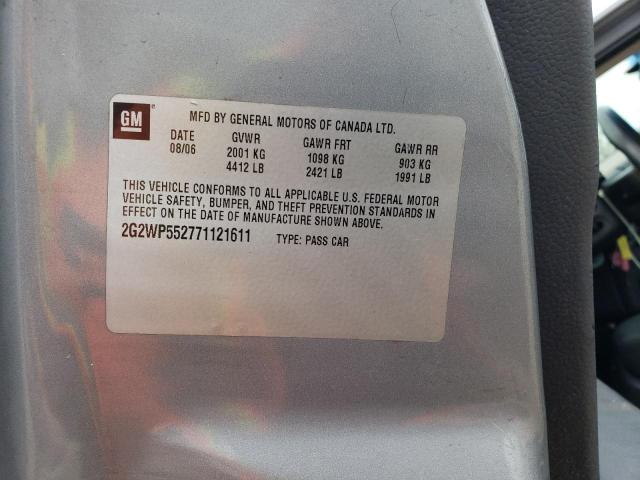 GM
MFD BY GENERAL MOTORS OF CANADA LTD.
DATE GVWR GAWR FRT GAWR RR
08/06 2001 KG 1098 KG 903 KG
4412 LB 2421 LB 1991 LB
THIS VEHICLE CONFORMS TO ALL APPLICABLE U.S. FEDERAL MOTOR
VEHICLE SAFETY, BUMPER, AND THEFT PREVENTION STANDARDS IN
EFFECT ON THE DATE OF MANUFACTURE SHOWN ABOVE.
2G2WP552771121611 TYPE: PASS CAR